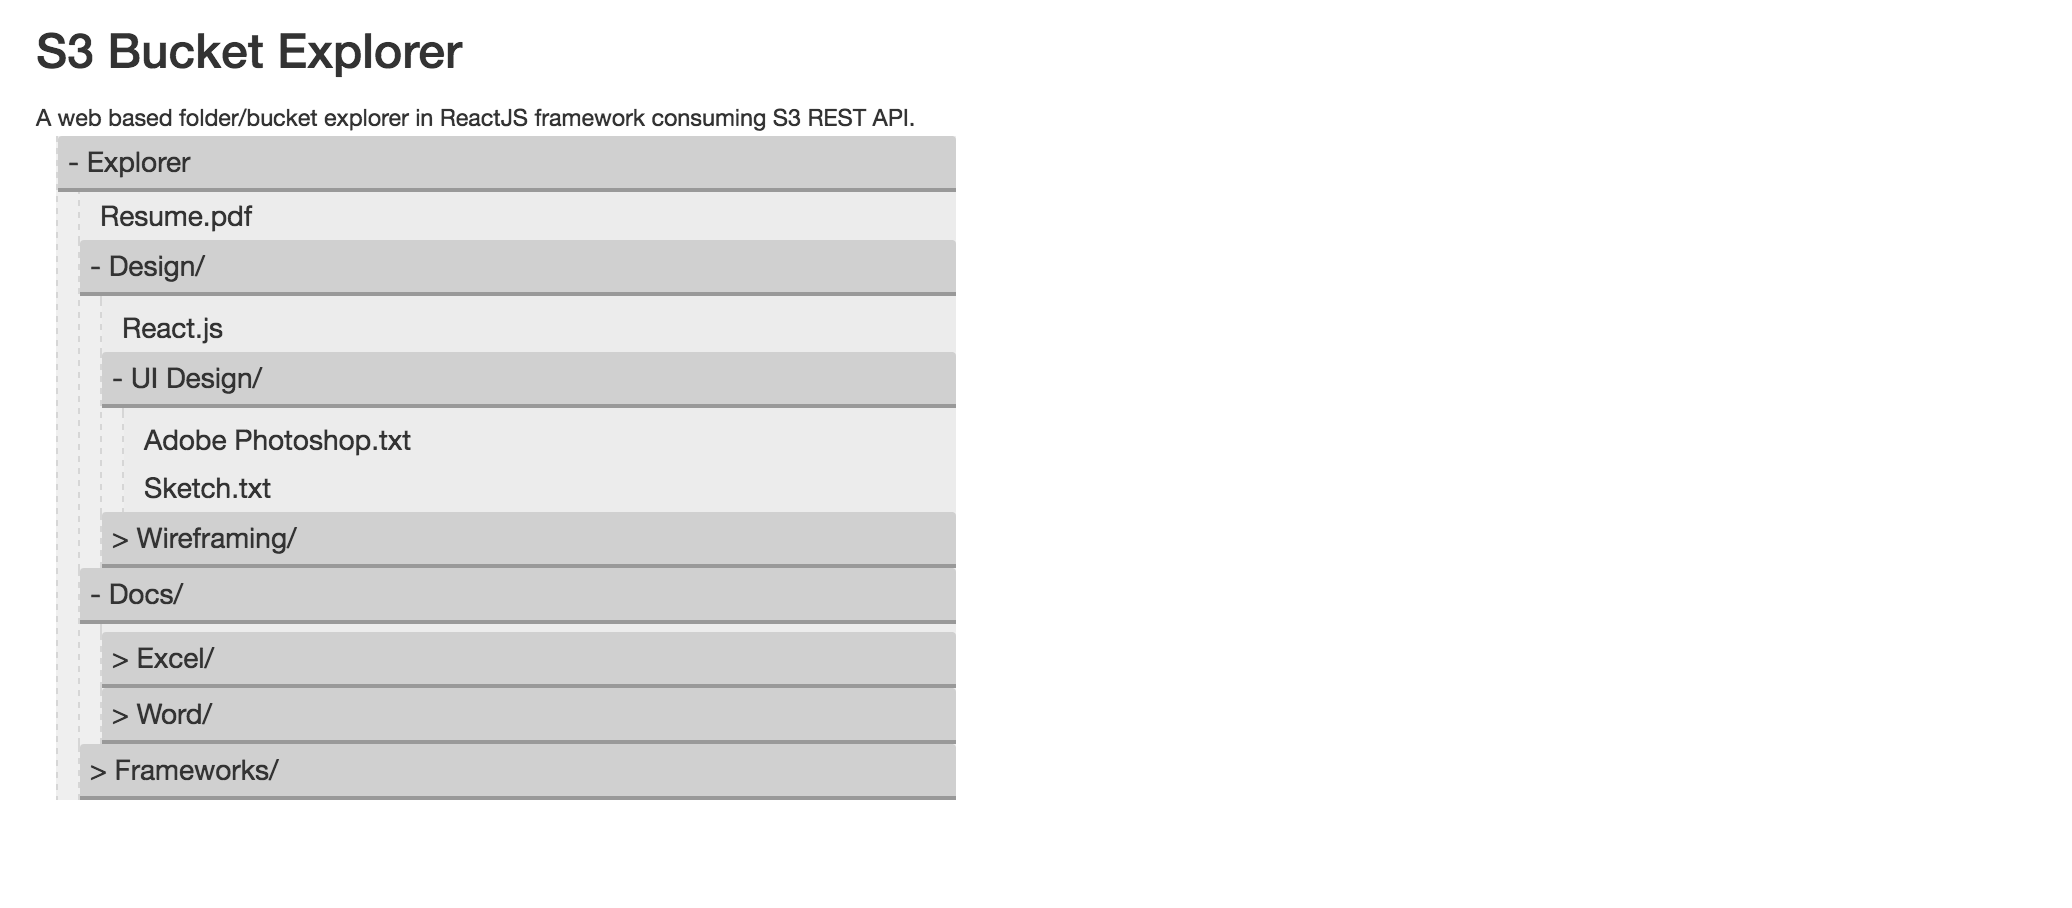 S3 Bucket Explorer
A web based folder/bucket explorer in ReactJS framework consuming S3 REST API.
- Explorer
Resume.pdf
- Design/
React.js
- UI Design/
Adobe Photoshop.txt
Sketch.txt
> Wireframing/
- Docs/
> Excel/
> Word/
> Frameworks/